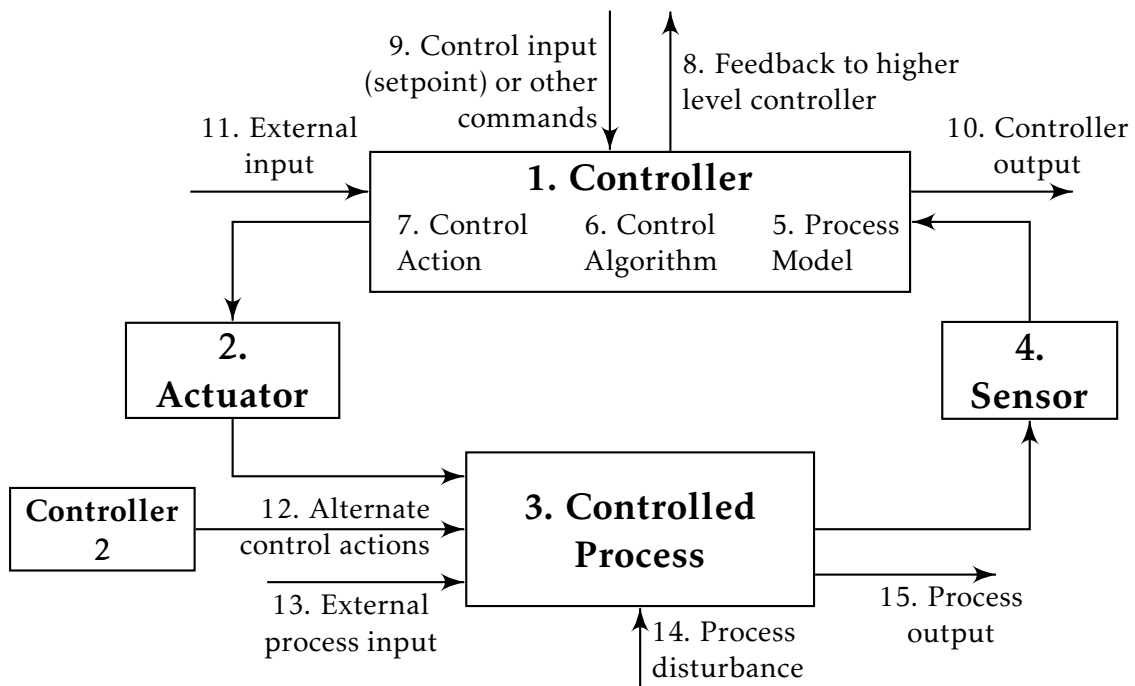 9. Control input
(setpoint) or other
commands
8. Feedback to higher
level controller
11. External
input
10. Controller
output
1. Controller
7. Control
Action
6. Control
Algorithm
5. Process
Model
2.
Actuator
4.
Sensor
Controller
2
12. Alternate
control actions
3. Controlled
Process
13. External
process input
14. Process
disturbance
15. Process
output